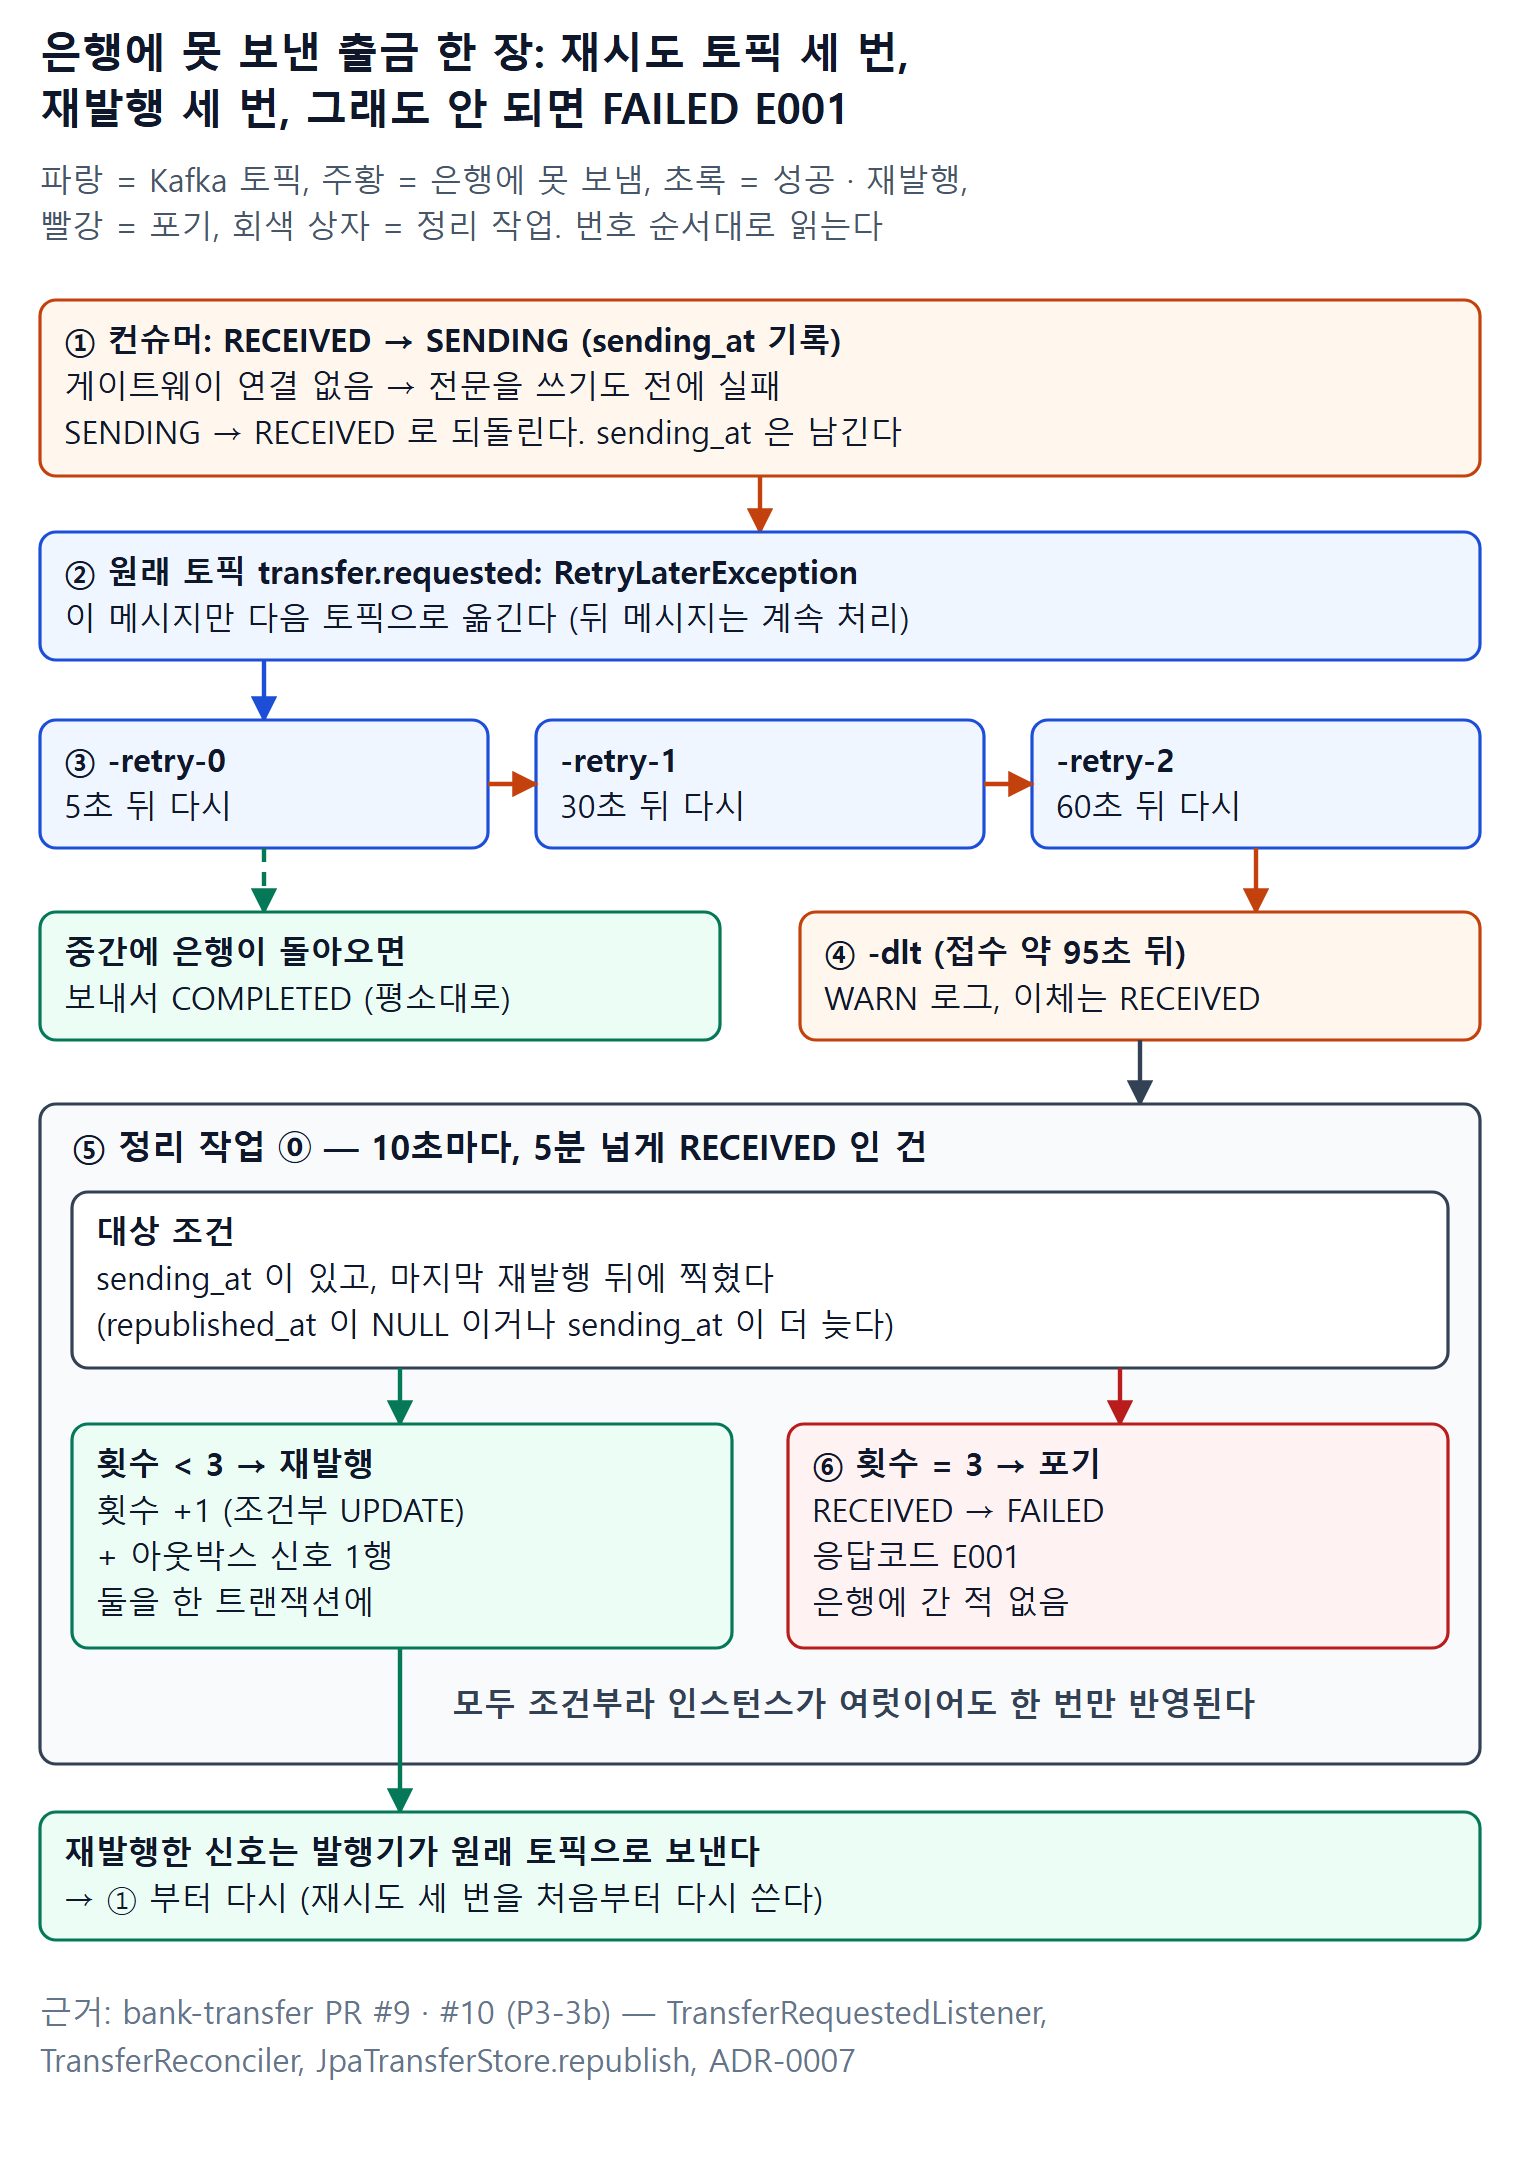 은행에 못 보낸 출금 한 장: 재시도 토픽 세 번,
재발행 세 번, 그래도 안 되면 FAILED E001
파랑 = Kafka 토픽, 주황 = 은행에 못 보냄, 초록 = 성공 · 재발행,
빨강 = 포기, 회색 상자 = 정리 작업. 번호 순서대로 읽는다
① 컨슈머: RECEIVED → SENDING (sending_at 기록)
게이트웨이 연결 없음 → 전문을 쓰기도 전에 실패
SENDING → RECEIVED 로 되돌린다. sending_at 은 남긴다
② 원래 토픽 transfer.requested: RetryLaterException
이 메시지만 다음 토픽으로 옮긴다 (뒤 메시지는 계속 처리)
③ -retry-0
5초 뒤 다시
-retry-1
30초 뒤 다시
-retry-2
60초 뒤 다시
중간에 은행이 돌아오면
보내서 COMPLETED (평소대로)
④ -dlt (접수 약 95초 뒤)
WARN 로그, 이체는 RECEIVED
⑤ 정리 작업 ⓪ — 10초마다, 5분 넘게 RECEIVED 인 건
대상 조건
sending_at 이 있고, 마지막 재발행 뒤에 찍혔다
(republished_at 이 NULL 이거나 sending_at 이 더 늦다)
횟수 < 3 → 재발행
횟수 +1 (조건부 UPDATE)
+ 아웃박스 신호 1행
둘을 한 트랜잭션에
⑥ 횟수 = 3 → 포기
RECEIVED → FAILED
응답코드 E001
은행에 간 적 없음
모두 조건부라 인스턴스가 여럿이어도 한 번만 반영된다
재발행한 신호는 발행기가 원래 토픽으로 보낸다
→ ① 부터 다시 (재시도 세 번을 처음부터 다시 쓴다)
근거: bank-transfer PR #9 · #10 (P3-3b) — TransferRequestedListener,
TransferReconciler, JpaTransferStore.republish, ADR-0007